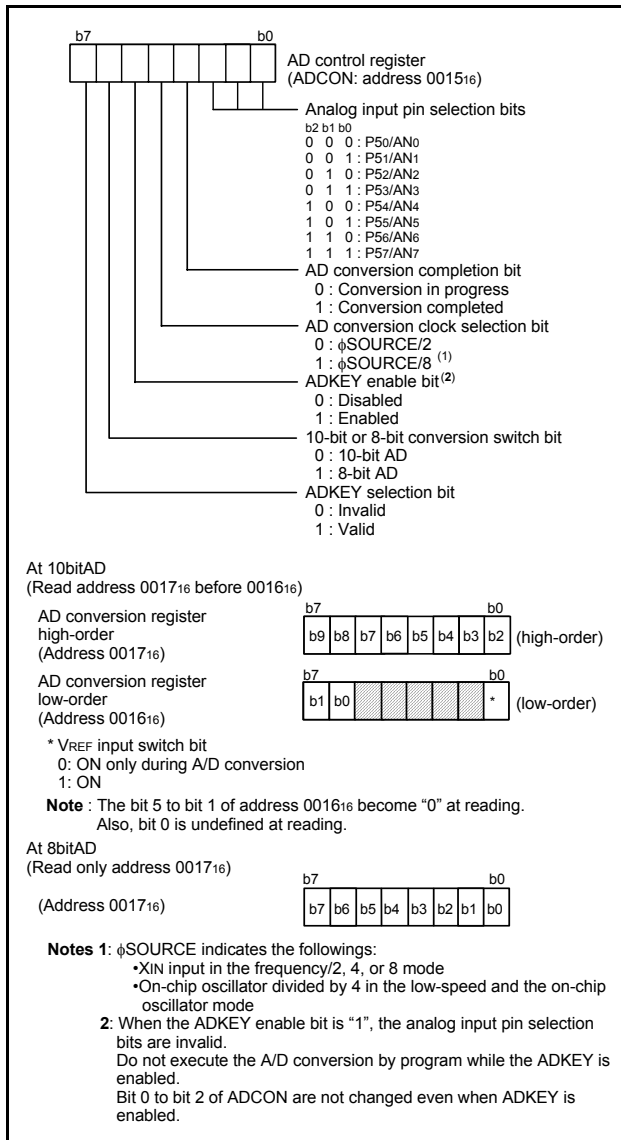 b7 b0
AD control register
(ADCON: address 001516)
Analog input pin selection bits
b2 b1 b0
0 0 0 : P50/AN0
0 0 1 : P51/AN1
0 1 0 : P52/AN2
0 1 1 : P53/AN3
1 0 0 : P54/AN4
1 0 1 : P55/AN5
1 1 0 : P56/AN6
1 1 1 : P57/AN7
AD conversion completion bit
0 : Conversion in progress
1 : Conversion completed
AD conversion clock selection bit
0 : ϕSOURCE/2
1 : ϕSOURCE/8 (1)
ADKEY enable bit(2)
0 : Disabled
1 : Enabled
10-bit or 8-bit conversion switch bit
0 : 10-bit AD
1 : 8-bit AD
ADKEY selection bit
0 : Invalid
1 : Valid
At 10bitAD
(Read address 001716 before 001616)
b7 b0
AD conversion register
high-order
(Address 001716)
b9 b8 b7 b6 b5 b4 b3 b2 (high-order)
b7 b0
AD conversion register
low-order
(Address 001616)
b1 b0 * (low-order)
* VREF input switch bit
0: ON only during A/D conversion
1: ON
Note : The bit 5 to bit 1 of address 001616 become “0” at reading.
Also, bit 0 is undefined at reading.
At 8bitAD
(Read only address 001716)
b7 b0
(Address 001716)
b7 b6 b5 b4 b3 b2 b1 b0
Notes 1: ϕSOURCE indicates the followings:
•XIN input in the frequency/2, 4, or 8 mode
•On-chip oscillator divided by 4 in the low-speed and the on-chip
oscillator mode
2: When the ADKEY enable bit is “1”, the analog input pin selection
bits are invalid.
Do not execute the A/D conversion by program while the ADKEY is
enabled.
Bit 0 to bit 2 of ADCON are not changed even when ADKEY is
enabled.